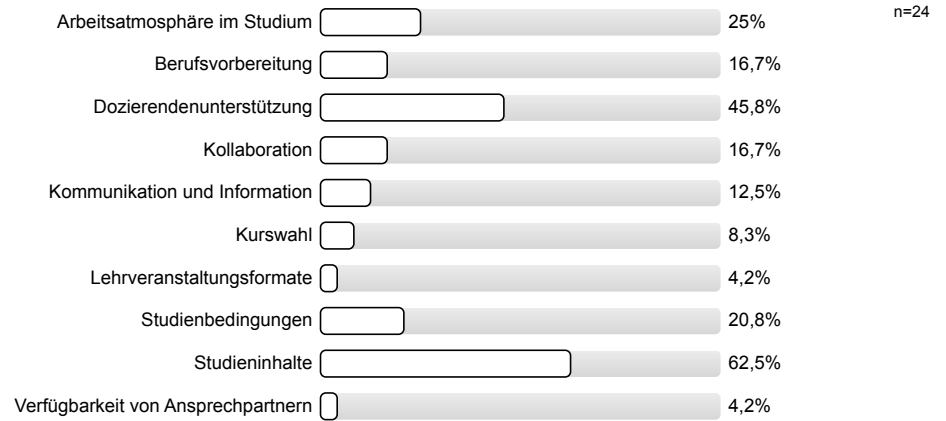 Arbeitsatmosphäre im Studium 25% n=24
Berufsvorbereitung 16,7%
Dozierendenunterstützung 45,8%
Kollaboration 16,7%
Kommunikation und Information 12,5%
Kurswahl 8,3%
Lehrveranstaltungsformate 4,2%
Studienbedingungen 20,8%
Studieninhalte 62,5%
Verfügbarkeit von Ansprechpartnern 4,2%